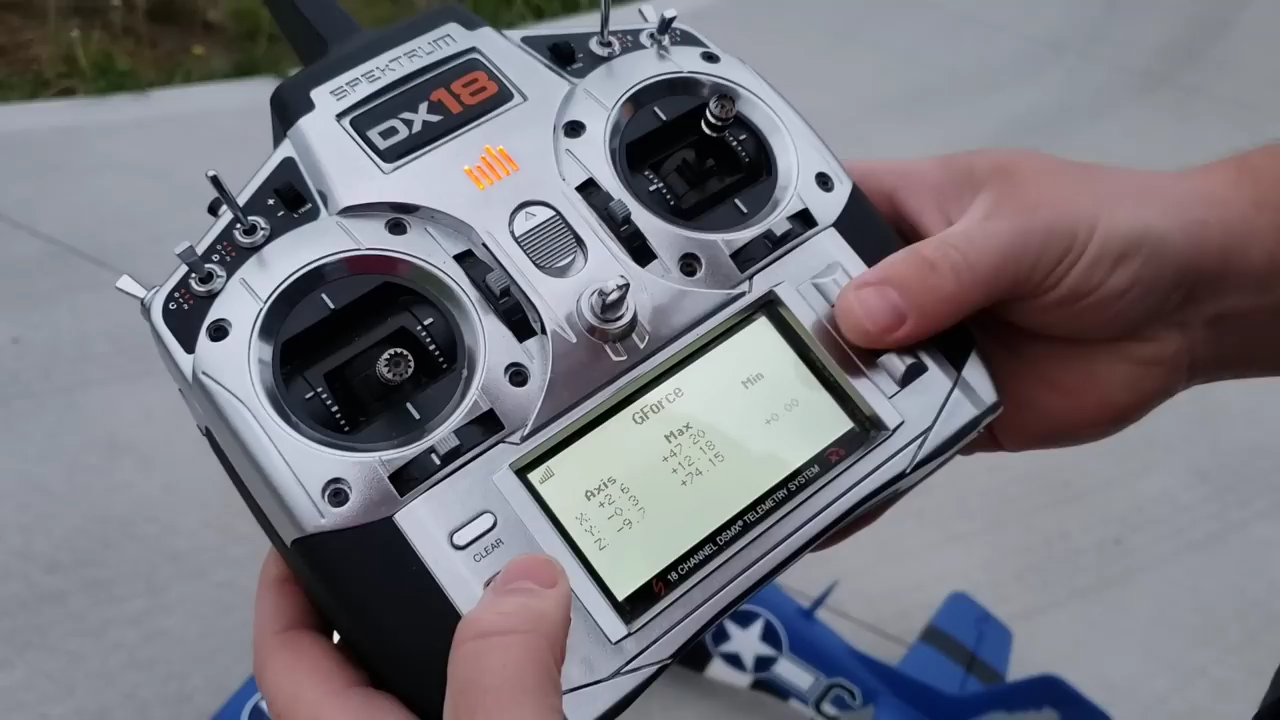 SPEKTRUM
DX18
GForce
Axis Max Min
X: +2.6 +47.20 +0.00
Y: -0.3 +12.18
Z: -9.7 +74.15
18 CHANNEL DSMX® TELEMETRY SYSTEM
CLEAR
D
C
C